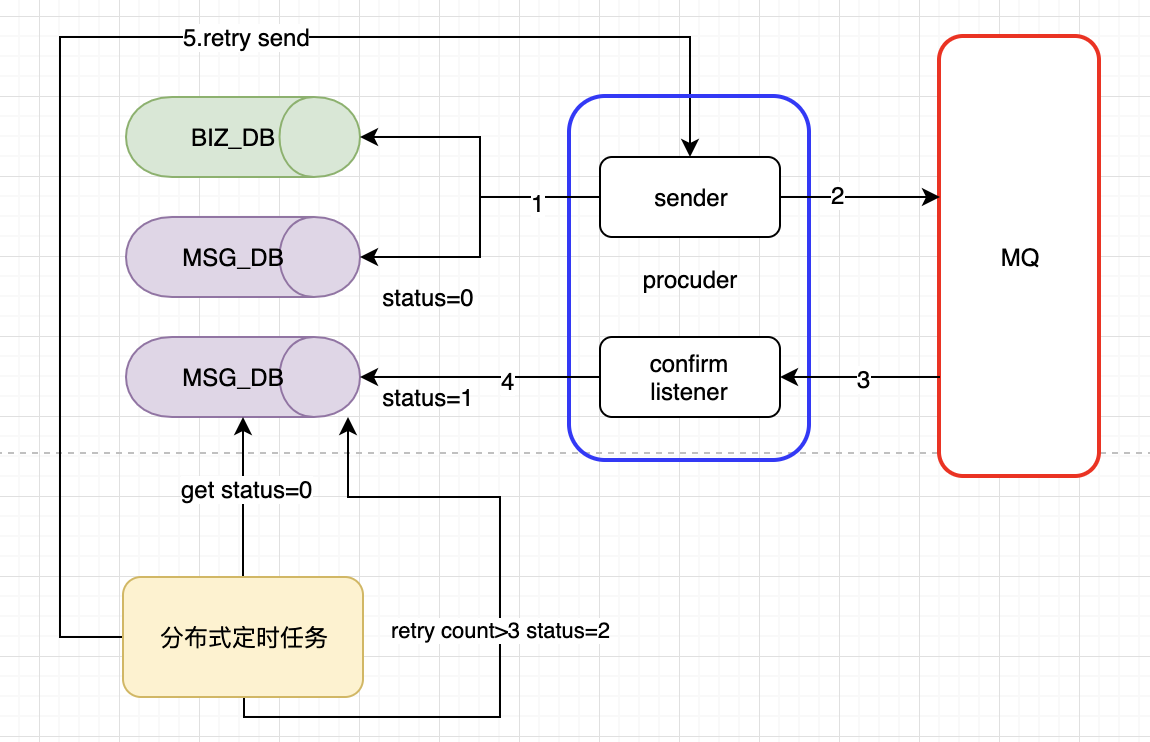 5.retry send
BIZ_DB
1
sender
2
MSG_DB
MQ
procuder
status=0
MSG_DB
4
confirm
listener
3
status=1
get status=0
分布式定时任务
retry count>3 status=2